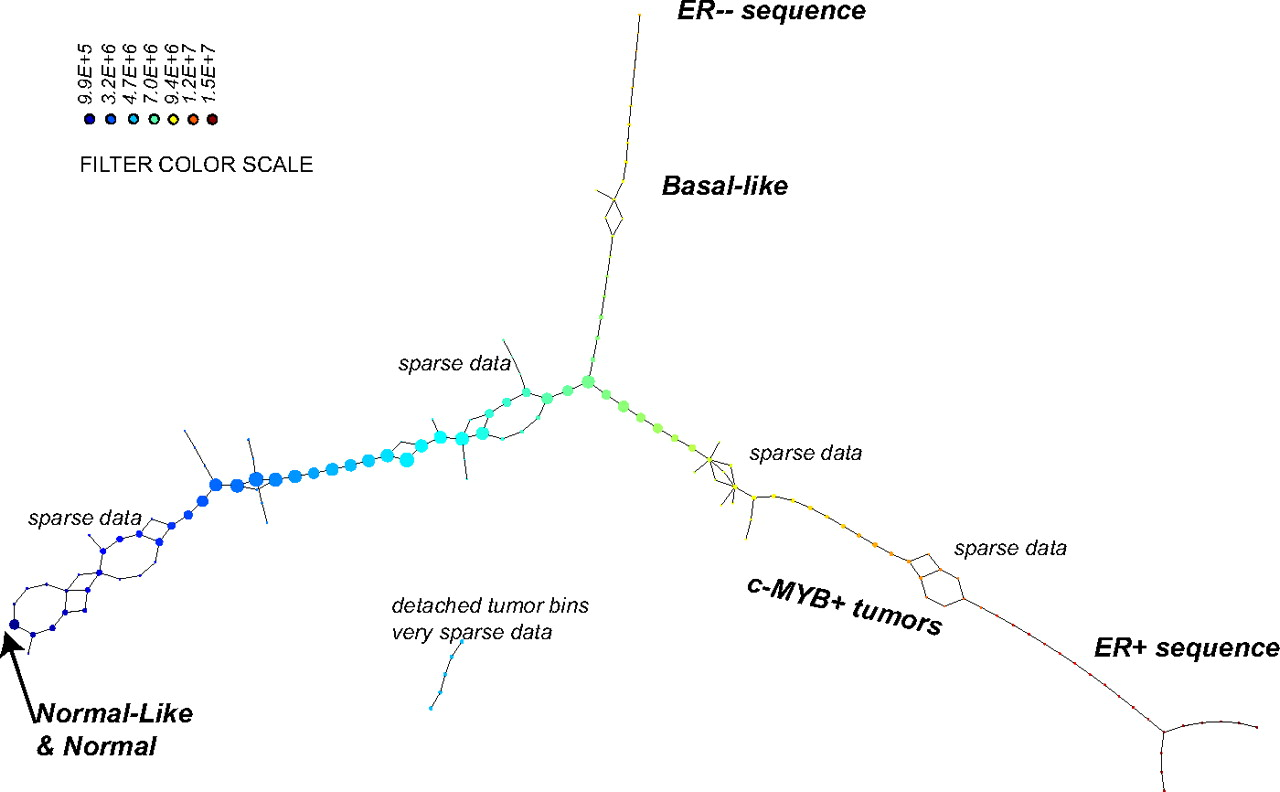 ER-- sequence
9.9E+5
3.2E+6
4.7E+6
7.0E+6
9.4E+6
1.2E+7
1.5E+7
FILTER COLOR SCALE
Basal-like
sparse data
sparse data
sparse data
sparse data
c-MYB+ tumors
detached tumor bins
very sparse data
ER+ sequence
Normal-Like
& Normal